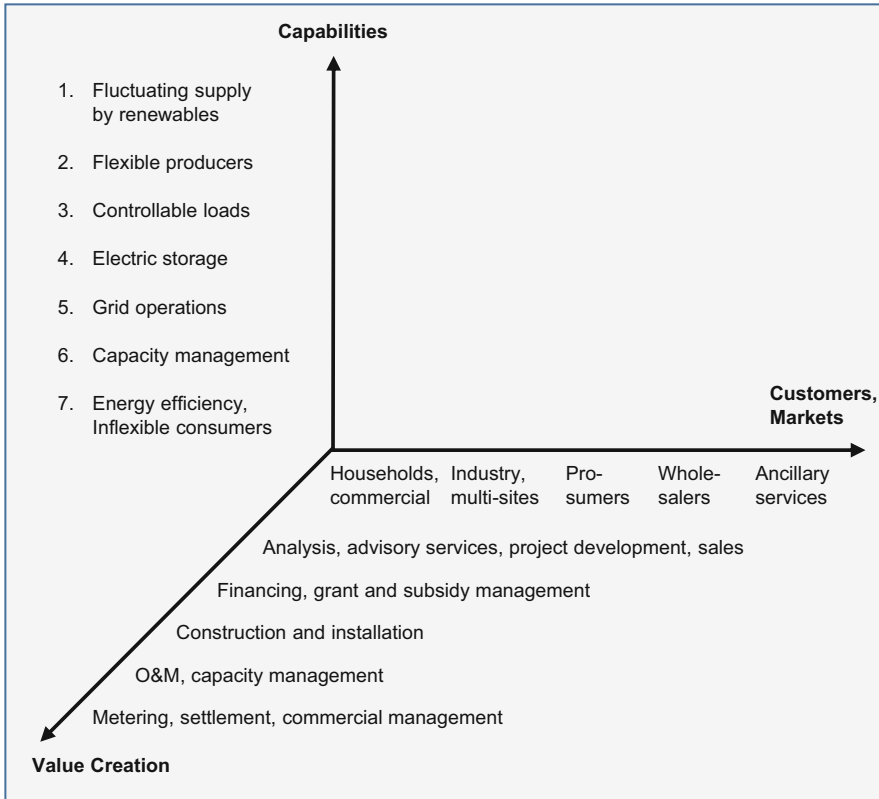 Capabilities
1. Fluctuating supply
by renewables
2. Flexible producers
3. Controllable loads
4. Electric storage
5. Grid operations
6. Capacity management
7. Energy efficiency,
Inflexible consumers
Customers,
Markets
Households,
commercial
Industry,
multi-sites
Pro-
sumers
Whole-
salers
Ancillary
services
Analysis, advisory services, project development, sales
Financing, grant and subsidy management
Construction and installation
O&M, capacity management
Metering, settlement, commercial management
Value Creation